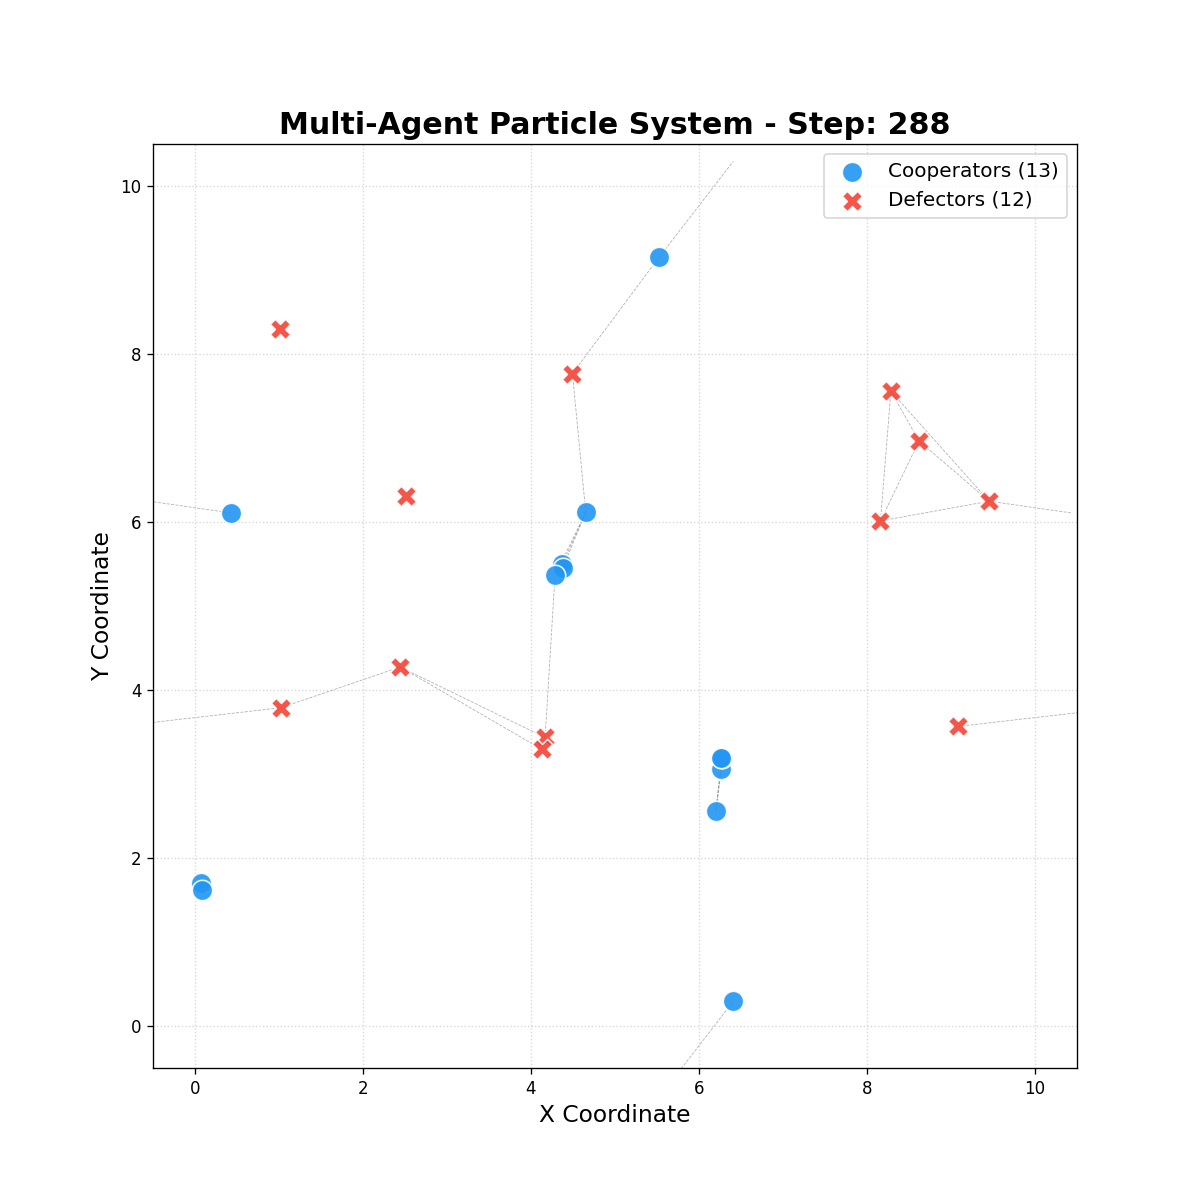 Multi-Agent Particle System - Step: 288
Cooperators (13)
Defectors (12)
10
8
6
4
2
0
Y Coordinate
0 2 4 6 8 10
X Coordinate